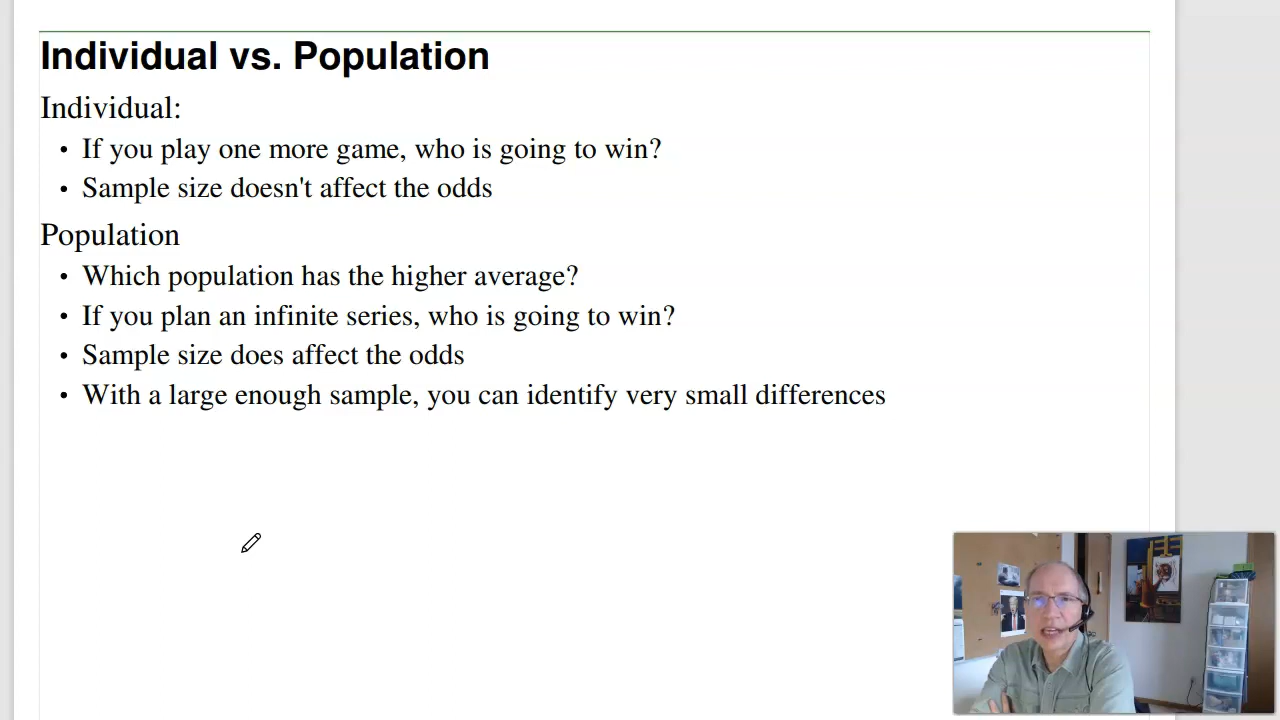 Individual vs. Population
Individual:
• If you play one more game, who is going to win?
• Sample size doesn't affect the odds
Population
• Which population has the higher average?
• If you plan an infinite series, who is going to win?
• Sample size does affect the odds
• With a large enough sample, you can identify very small differences